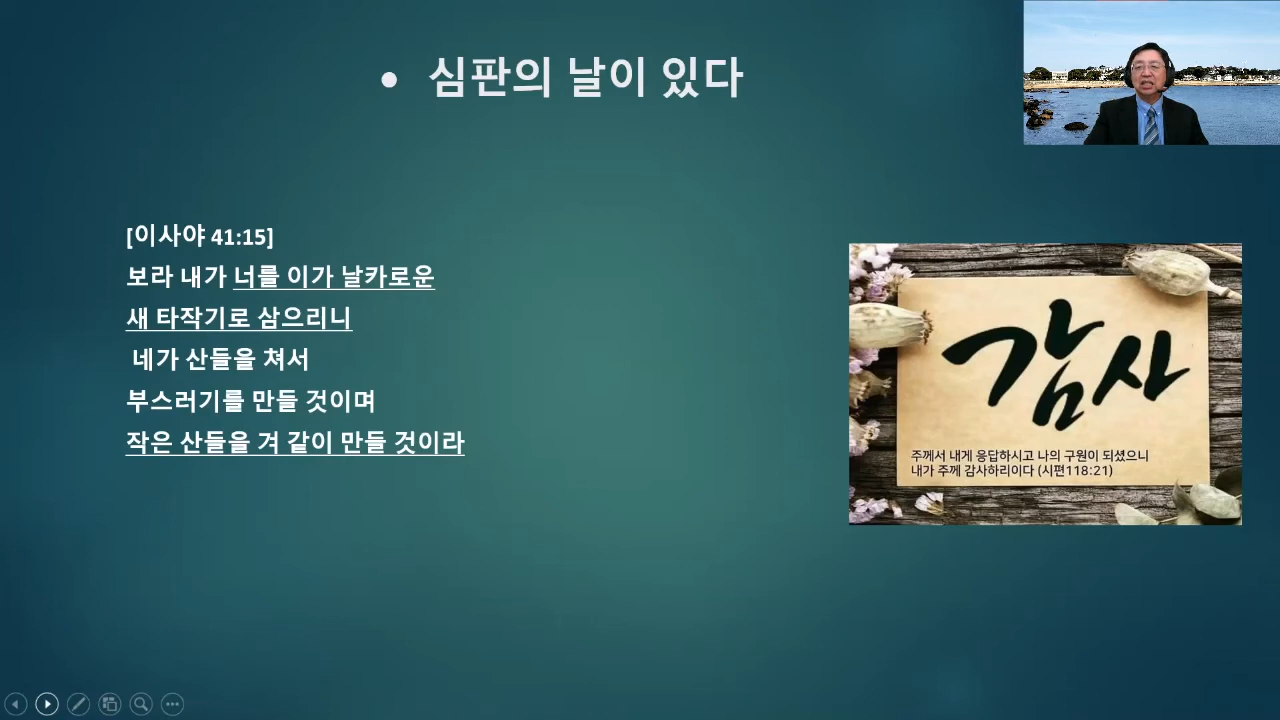 • 심판의 날이 있다
[이사야 41:15]
보라 내가 너를 이가 날카로운
새 타작기로 삼으리니
네가 산들을 쳐서
부스러기를 만들 것이며
작은 산들을 겨 같이 만들 것이라
감사
주께서 내게 응답하시고 나의 구원이 되셨으니
내가 주께 감사하리이다 (시편118:21)